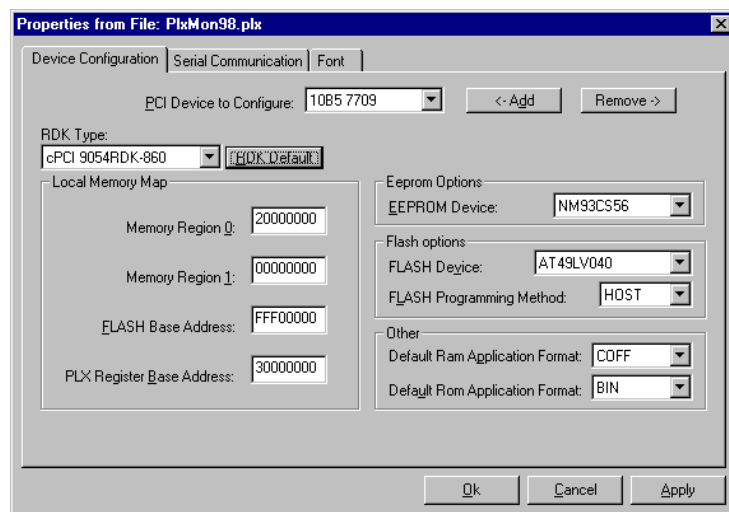 Properties from File: PlxMon98.plx
Device Configuration Serial Communication Font
PCI Device to Configure: 10B5 7709 <- Add Remove ->
RDK Type:
cPCI 9054RDK-860 RDK Default
Local Memory Map
Memory Region 0: 20000000
Memory Region 1: 00000000
FLASH Base Address: FFF00000
PLX Register Base Address: 30000000
Eeprom Options
EEPROM Device: NM93CS56
Flash options
FLASH Device: AT49LV040
FLASH Programming Method: HOST
Other
Default Ram Application Format: COFF
Default Rom Application Format: BIN
Ok Cancel Apply